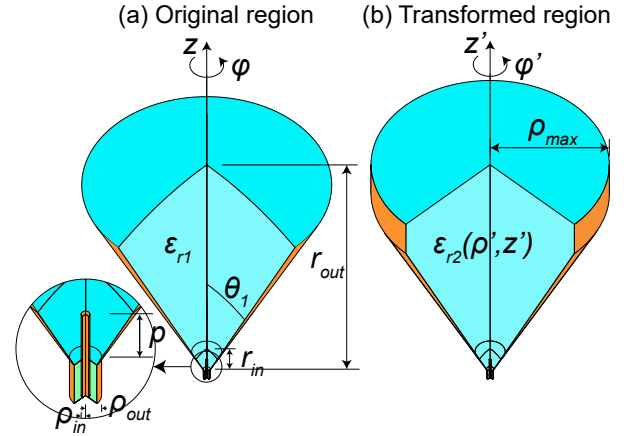 (a) Original region
(b) Transformed region
z
φ
z’
φ’
ρmax
εr1
εr2(ρ’,z’)
rout
θ1
p
rin
ρin
ρout